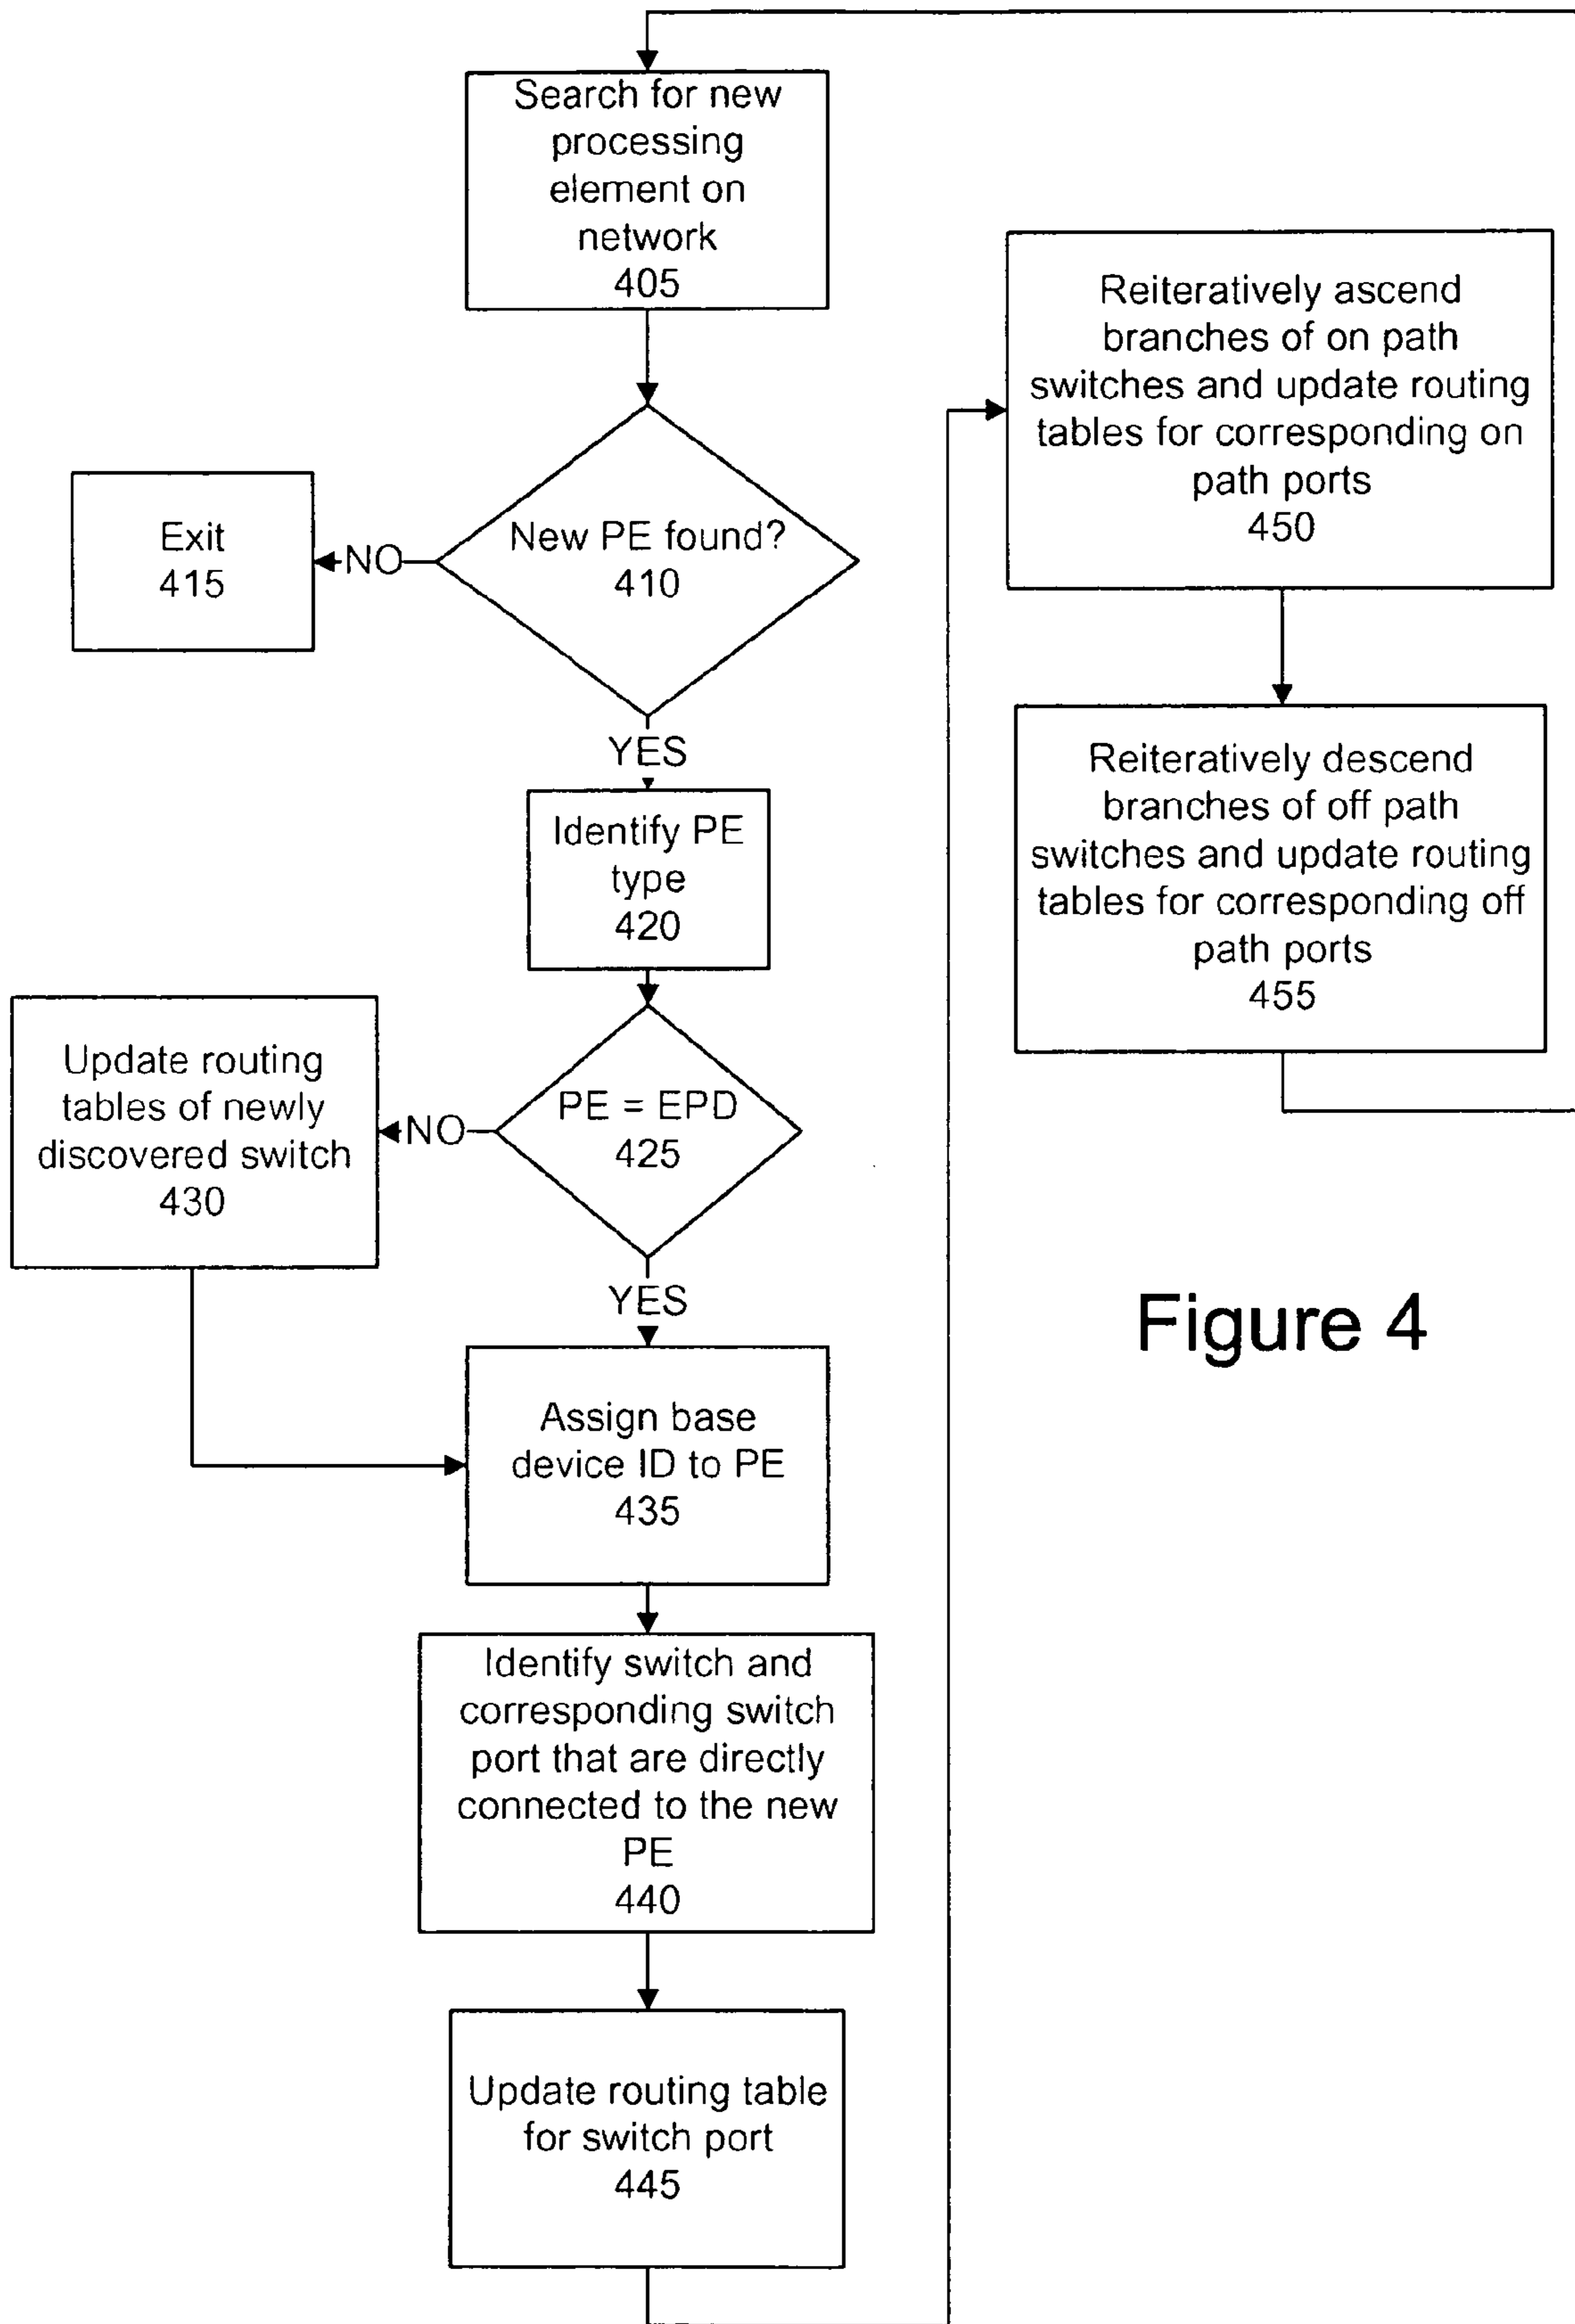 Search for new
processing
element on
network
405
New PE found?
410
NO
Exit
415
YES
Identify PE
type
420
PE = EPD
425
NO
Update routing
tables of newly
discovered switch
430
YES
Assign base
device ID to PE
435
Identify switch and
corresponding switch
port that are directly
connected to the new
PE
440
Update routing table
for switch port
445
Reiteratively ascend
branches of on path
switches and update routing
tables for corresponding on
path ports
450
Reiteratively descend
branches of off path
switches and update routing
tables for corresponding off
path ports
455
Figure 4